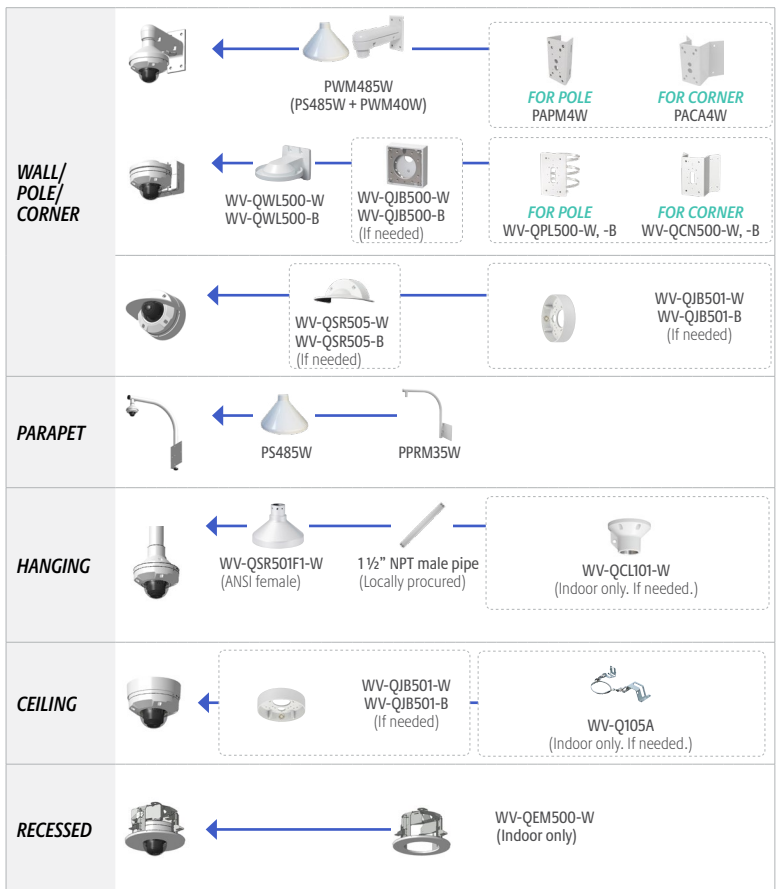 WALL/
POLE/
CORNER
PWM485W
(PS485W + PWM40W)
FOR POLE
PAPM4W
FOR CORNER
PACA4W
WV-QWL500-W
WV-QWL500-B
WV-QJB500-W
WV-QJB500-B
(If needed)
FOR POLE
WV-QPL500-W, -B
FOR CORNER
WV-QCN500-W, -B
WV-QSR505-W
WV-QSR505-B
(If needed)
WV-QJB501-W
WV-QJB501-B
(If needed)
PARAPET
PS485W
PPRM35W
HANGING
WV-QSR501F1-W
(ANSI female)
1 ½” NPT male pipe
(Locally procured)
WV-QCL101-W
(Indoor only. If needed.)
CEILING
WV-QJB501-W
WV-QJB501-B
(If needed)
WV-Q105A
(Indoor only. If needed.)
RECESSED
WV-QEM500-W
(Indoor only)